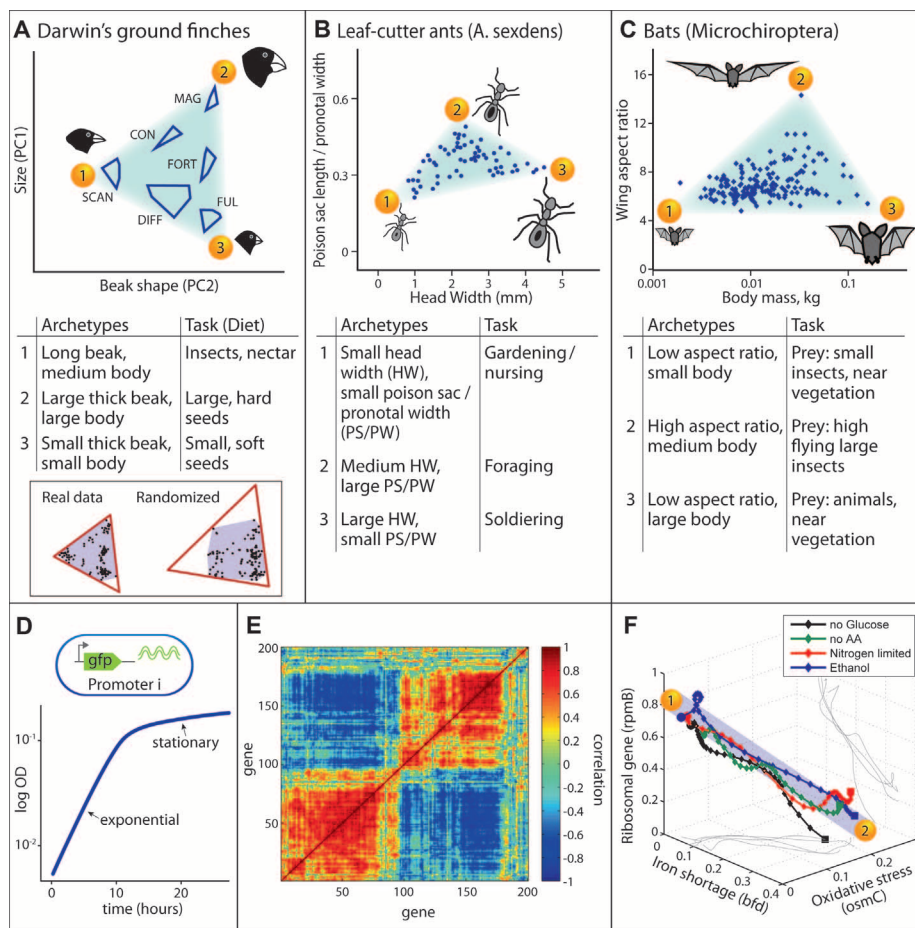 A Darwin's ground finches
Size (PC1)
2
MAG
CON
1
FORT
SCAN
FUL
DIFF
3
Beak shape (PC2)
Archetypes Task (Diet)
1 Long beak, Insects, nectar
medium body
2 Large thick beak, Large, hard
large body seeds
3 Small thick beak, Small, soft
small body seeds
Real data Randomized
B Leaf-cutter ants (A. sexdens)
Poison sac length / pronotal width
0.6
0.3
0
2
3
1
0 1 2 3 4 5
Head Width (mm)
Archetypes Task
1 Small head Gardening /
width (HW), nursing
small poison sac /
pronotal width
(PS/PW)
2 Medium HW, Foraging
large PS/PW
3 Large HW, Soldiering
small PS/PW
C Bats (Microchiroptera)
Wing aspect ratio
16
12
8
4
2
1
3
0.001 0.01 0.1 1
Body mass, kg
Archetypes Task
1 Low aspect ratio, Prey: small
small body insects, near
vegetation
2 High aspect ratio, Prey: high
medium body flying large
insects
3 Low aspect ratio, Prey: animals,
large body near
vegetation
D
gfp
Promoter i
log OD
10-1
10-2
stationary
exponential
0 10 20
time (hours)
E
gene
200
150
100
50
50 100 150 200
gene
1
0.8
0.6
0.4
0.2
0
-0.2
-0.4
-0.6
-0.8
-1
correlation
F
no Glucose
no AA
Nitrogen limited
Ethanol
Ribosomal gene (rpmB)
1
0.8
0.6
0.4
0.2
0
1
2
0 0.1 0.2 0.3 0.4
Iron shortage (bfd)
0 0.1 0.2
Oxidative stress
(osmC)